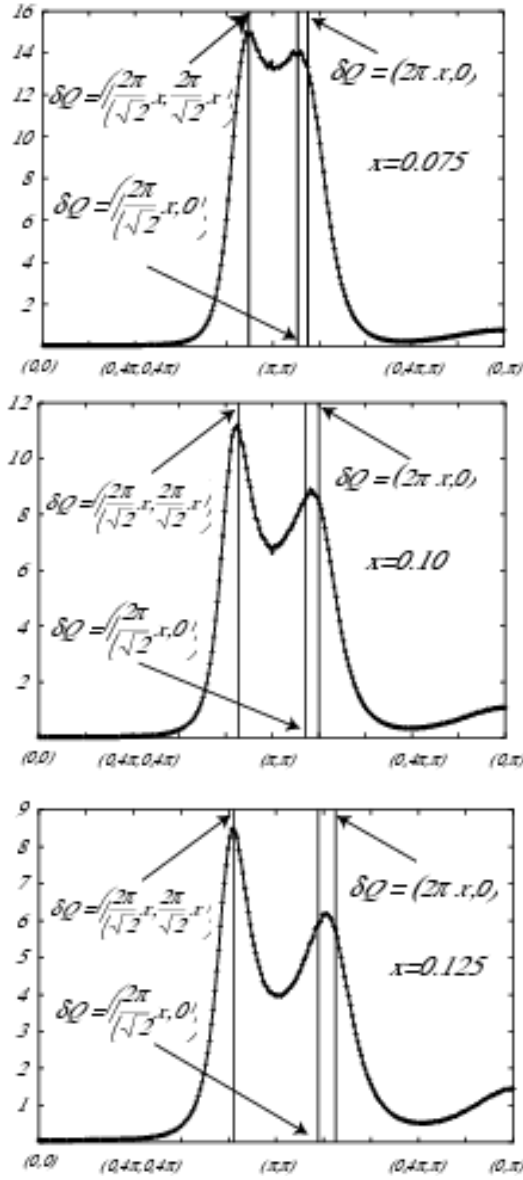 16
14
12
10
8
6
4
2
δQ = (2π/√2 x, 2π/√2 x)
δQ = (2π x, 0)
x=0.075
δQ = (2π/√2 x, 0)
(0,0) (0,4π,0,4π) (π,π) (0,4π,π) (0,π)
12
10
8
6
4
2
δQ = (2π/√2 x, 2π/√2 x)
δQ = (2π x, 0)
x=0.10
δQ = (2π/√2 x, 0)
(0,0) (0,4π,0,4π) (π,π) (0,4π,π) (0,π)
9
8
7
6
5
4
3
2
1
δQ = (2π/√2 x, 2π/√2 x)
δQ = (2π x, 0)
x=0.125
δQ = (2π/√2 x, 0)
(0,0) (0,4π,0,4π) (π,π) (0,4π,π) (0,π)